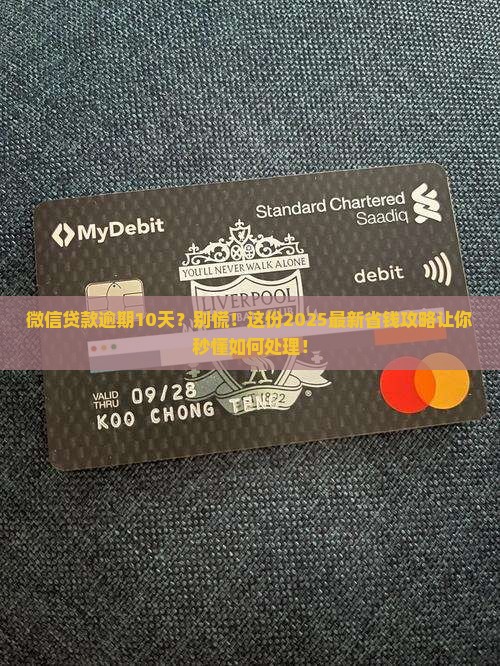 MyDebit
Standard Chartered
Saadiq
YOU'LL NEVER WALK ALONE
debit
LIVERPOOL
微信贷款逾期10天？别慌！这份2025最新省钱攻略让你
秒懂如何处理！
VALID
THRU
09/28
KOO CHONG
1892